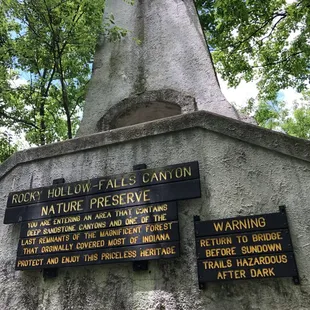 ROCKY HOLLOW-FALLS CANYON
NATURE PRESERVE
YOU ARE ENTERING AN AREA THAT CONTAINS
DEEP SANDSTONE CANYONS AND ONE OF THE
LAST REMNANTS OF THE MAGNIFICENT FOREST
THAT ORIGINALLY COVERED MOST OF INDIANA
PROTECT AND ENJOY THIS PRICELESS HERITAGE
WARNING
RETURN TO BRIDGE
BEFORE SUNDOWN
TRAILS HAZARDOUS
AFTER DARK